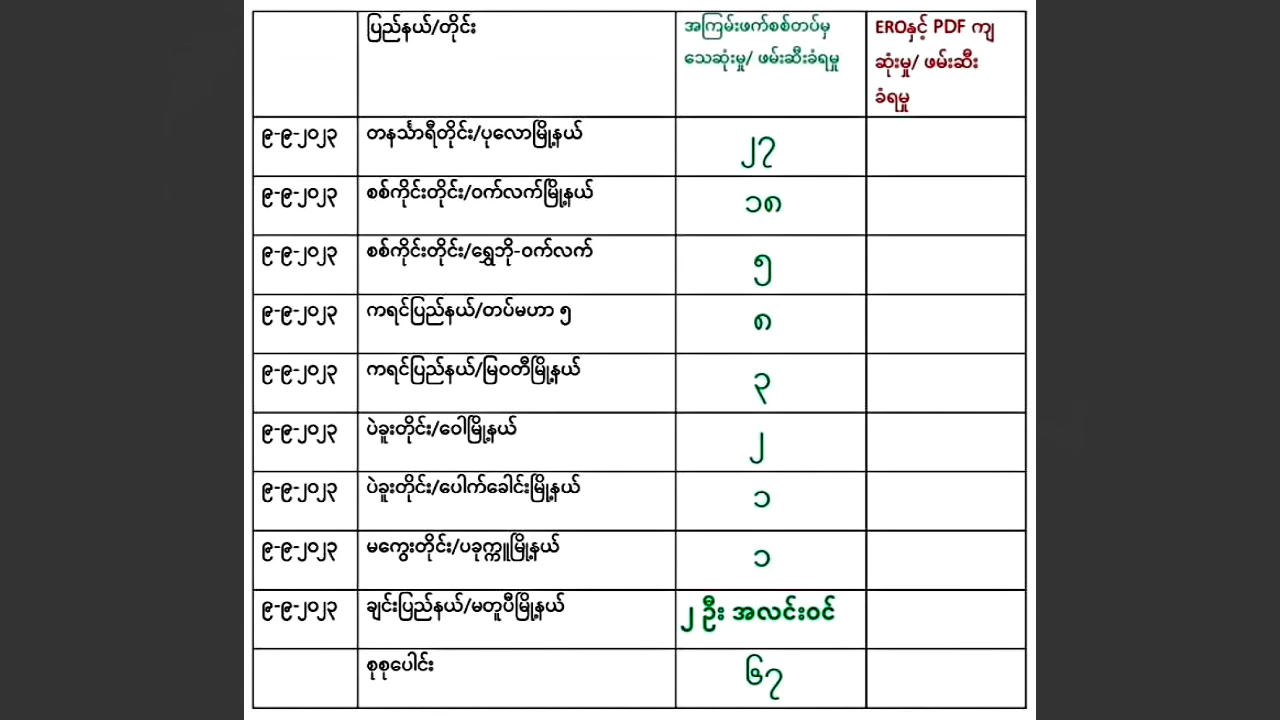 ပြည်နယ်/တိုင်း
အကြမ်းဖက်စစ်တပ်မှ
သေဆုံးမှု/ ဖမ်းဆီးခံရမှု
EROနှင့် PDF ကျ
ဆုံးမှု/ ဖမ်းဆီး
ခံရမှု
၉-၉-၂၀၂၃ တနင်္သာရီတိုင်း/ပုလောမြို့နယ် ၂၇
၉-၉-၂၀၂၃ စစ်ကိုင်းတိုင်း/ဝက်လက်မြို့နယ် ၁၈
၉-၉-၂၀၂၃ စစ်ကိုင်းတိုင်း/ရွှေဘို-ဝက်လက် ၅
၉-၉-၂၀၂၃ ကရင်ပြည်နယ်/တပ်မဟာ ၅ ၈
၉-၉-၂၀၂၃ ကရင်ပြည်နယ်/မြဝတီမြို့နယ် ၃
၉-၉-၂၀၂၃ ပဲခူးတိုင်း/ဝေါမြို့နယ် ၂
၉-၉-၂၀၂၃ ပဲခူးတိုင်း/ပေါက်ခေါင်းမြို့နယ် ၁
၉-၉-၂၀၂၃ မကွေးတိုင်း/ပခုက္ကူမြို့နယ် ၁
၉-၉-၂၀၂၃ ချင်းပြည်နယ်/မတူပီမြို့နယ် ၂ ဦး အလင်းဝင်
စုစုပေါင်း ၆၇